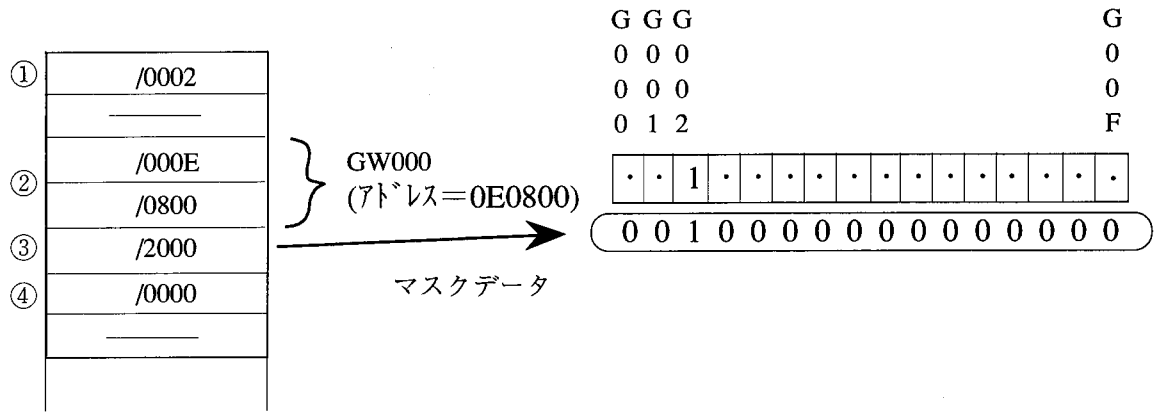 G G G G
0 0 0 0
0 0 0 0
0 1 2 F
① /0002
② /000E
/0800
GW000
(アドレス=0E0800)
· · 1 · · · · · · · · · · · · ·
③ /2000
0 0 1 0 0 0 0 0 0 0 0 0 0 0 0 0
マスクデータ
④ /0000